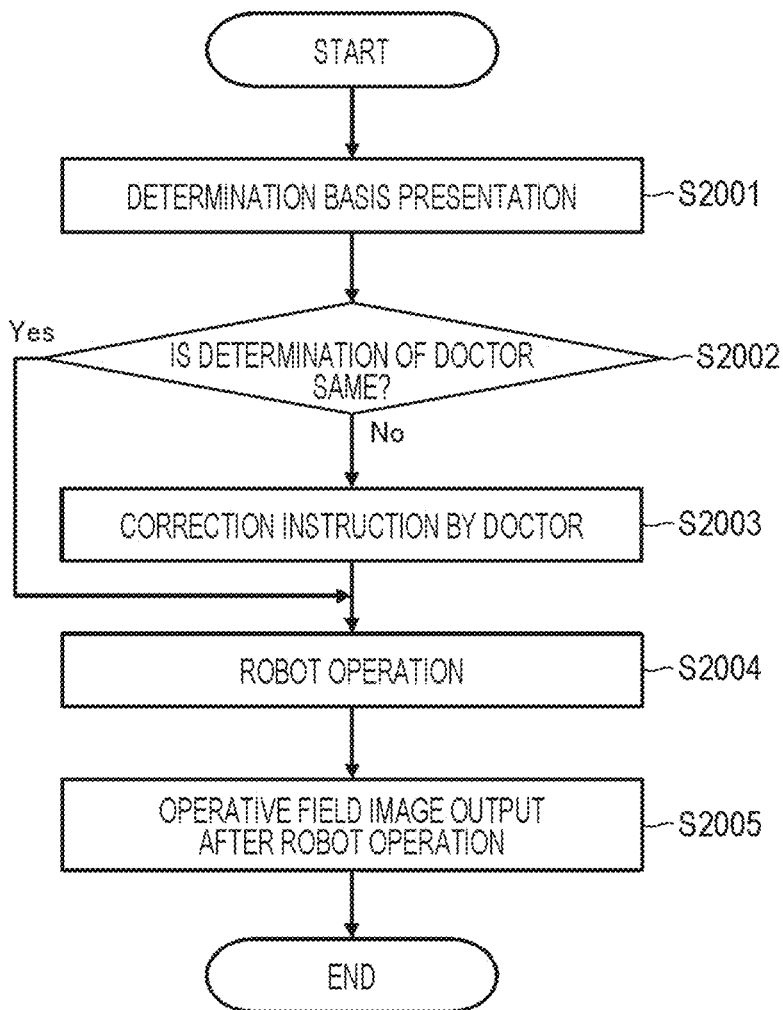 START
DETERMINATION BASIS PRESENTATION
S2001
Yes
IS DETERMINATION OF DOCTOR
SAME?
S2002
No
CORRECTION INSTRUCTION BY DOCTOR
S2003
ROBOT OPERATION
S2004
OPERATIVE FIELD IMAGE OUTPUT
AFTER ROBOT OPERATION
S2005
END